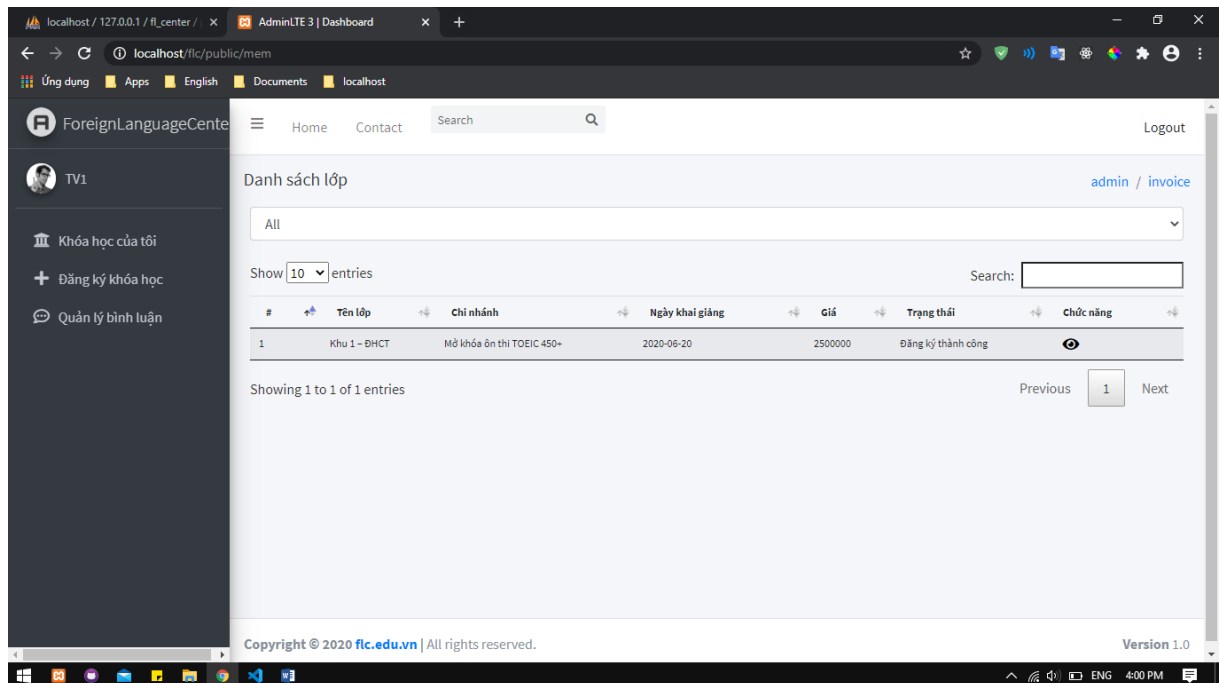 localhost / 127.0.0.1 / fl_center /
AdminLTE 3 | Dashboard
localhost/flc/public/mem
Ứng dụng Apps English Documents localhost
ForeignLanguageCente
Home Contact Search Logout
TV1
Danh sách lớp admin / invoice
All
Khóa học của tôi
Đăng ký khóa học
Quản lý bình luận
Show 10 entries Search:
# Tên lớp Chi nhánh Ngày khai giảng Giá Trạng thái Chức năng
1 Khu 1 – ĐHCT Mở khóa ôn thi TOEIC 450+ 2020-06-20 2500000 Đăng ký thành công
Showing 1 to 1 of 1 entries Previous 1 Next
Copyright © 2020 flc.edu.vn | All rights reserved. Version 1.0
ENG 4:00 PM